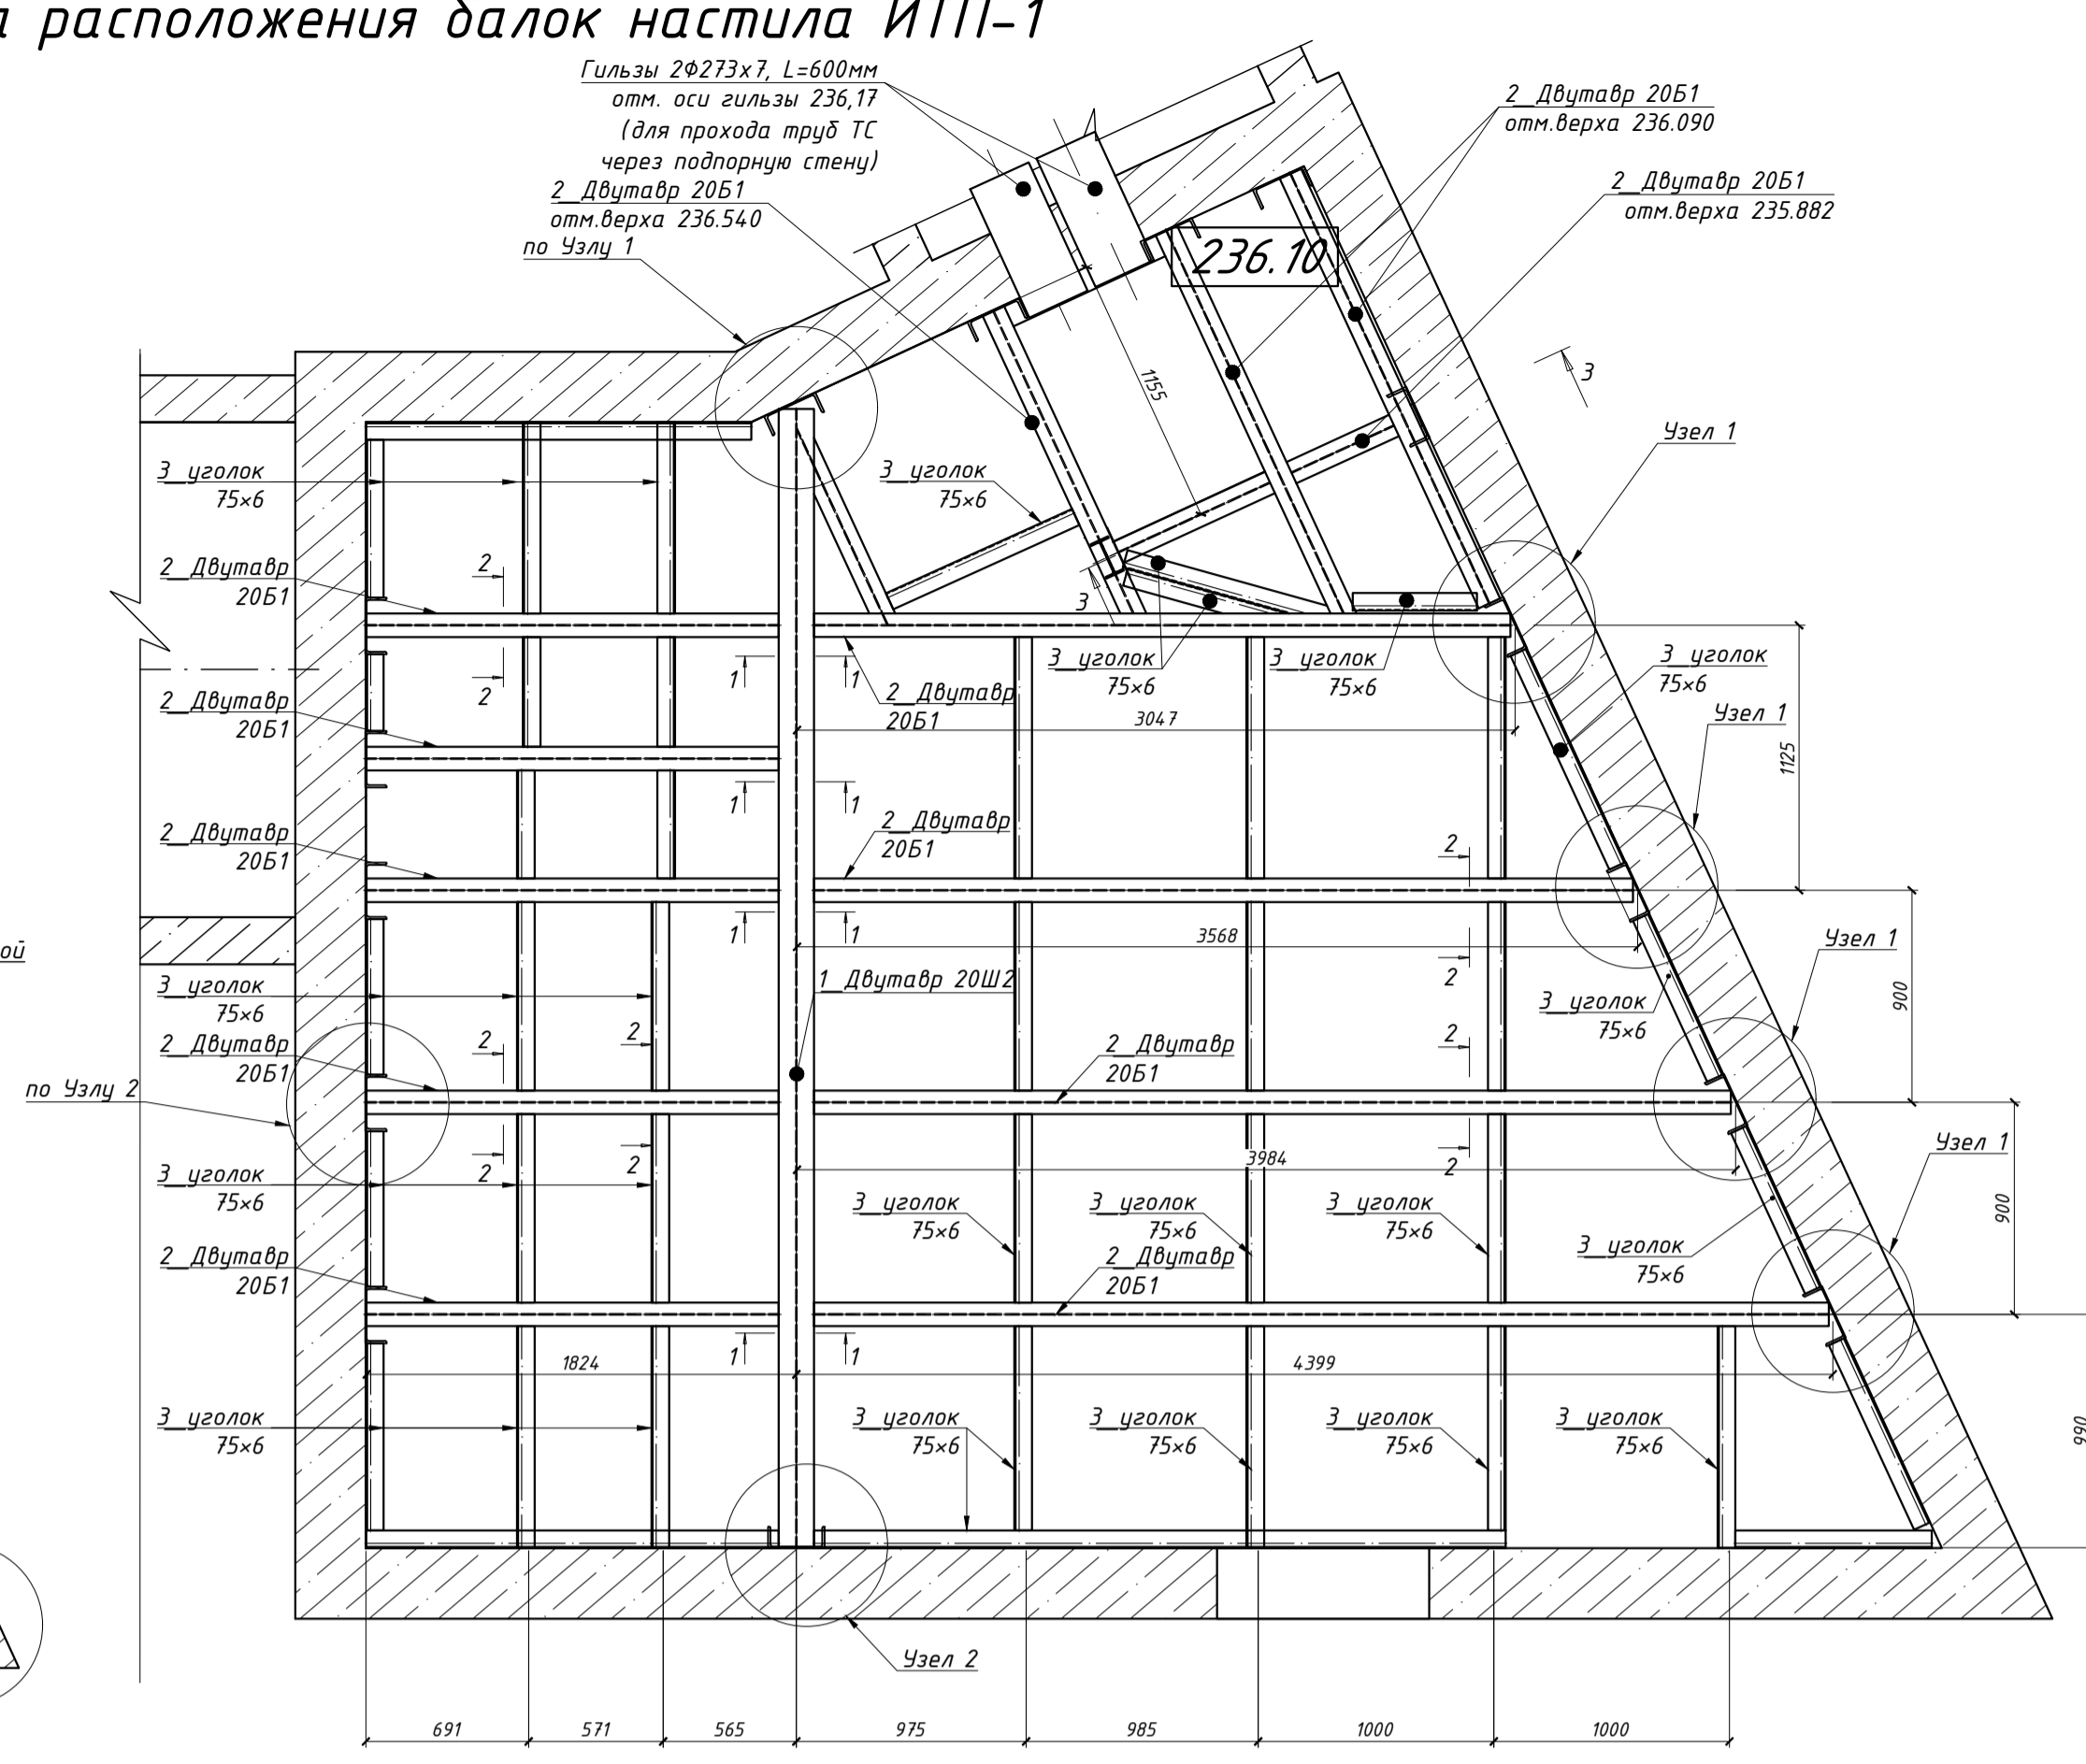 расположения балок настила ИТП-1
Гильзы 2Ф273х7, L=600мм
отм. оси гильзы 236,17
(для прохода труб ТС
через подпорную стену)
2_Двутавр 20Б1
отм.верха 236.540
по Узлу 1
2_Двутавр 20Б1
отм.верха 236.090
2_Двутавр 20Б1
отм.верха 235.882
236.10
1155
3
Узел 1
3_уголок
75×6
3_уголок
75×6
2_Двутавр
20Б1
2
3
2
3_уголок
75×6
3_уголок
75×6
3_уголок
75×6
1
1
2_Двутавр
20Б1
2_Двутавр
20Б1
3047
Узел 1
1125
1
1
2_Двутавр
20Б1
2_Двутавр
20Б1
2
1
1
3568
Узел 1
ой
2
1_Двутавр 20Ш2
3_уголок
75×6
3_уголок
75×6
900
2_Двутавр
20Б1
2
2
2
2_Двутавр
20Б1
по Узлу 2
2
2
2
3984
Узел 1
3_уголок
75×6
3_уголок
75×6
3_уголок
75×6
3_уголок
75×6
900
3_уголок
75×6
2_Двутавр
20Б1
2_Двутавр
20Б1
1
1
1824
4399
3_уголок
75×6
3_уголок
75×6
3_уголок
75×6
3_уголок
75×6
3_уголок
75×6
990
Узел 2
691
571
565
975
985
1000
1000